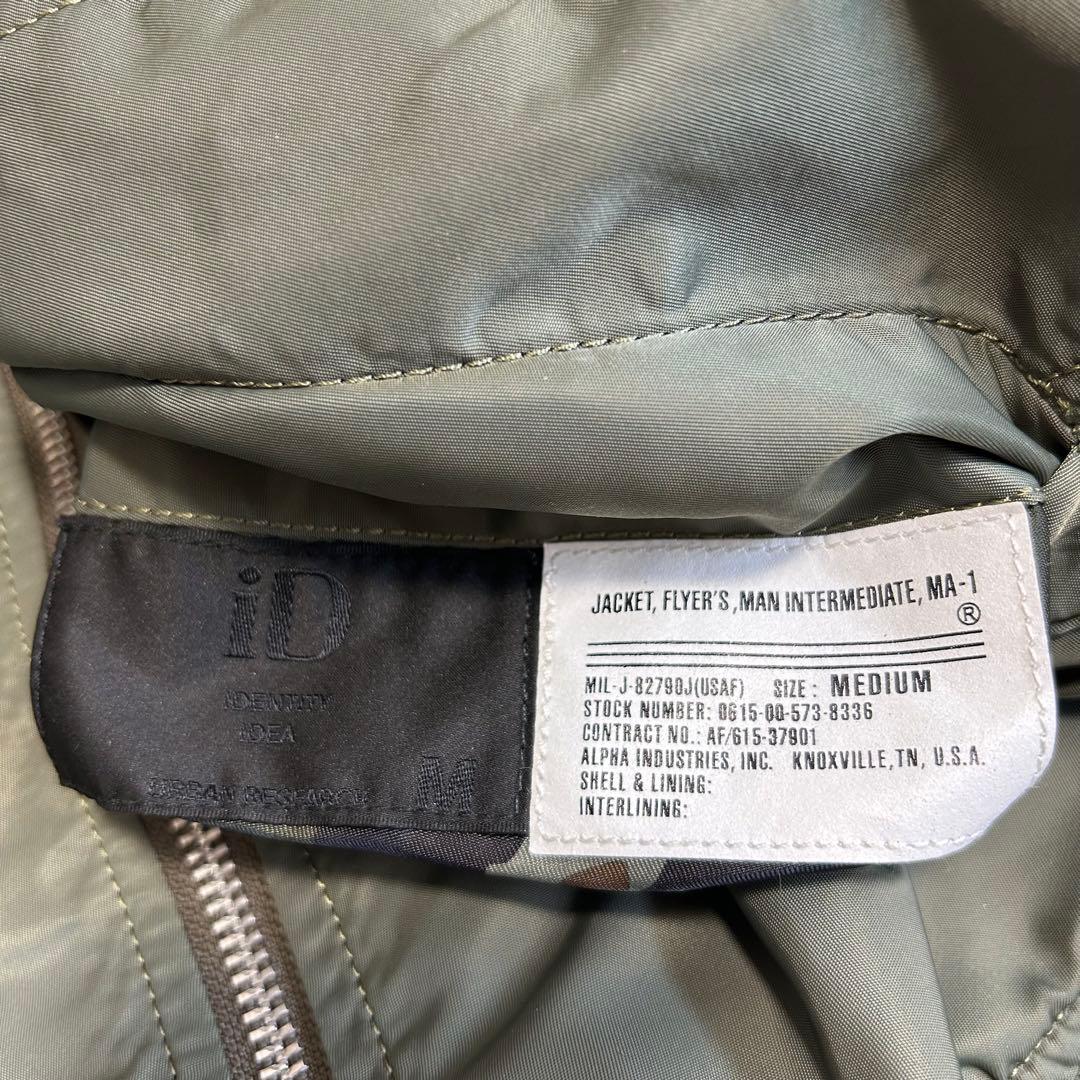 iD
IDENTITY
IDEA
URBAN RESEARCH
M
JACKET, FLYER'S, MAN INTERMEDIATE, MA-1
®
MIL-J-82790J(USAF) SIZE: MEDIUM
STOCK NUMBER: 0615-00-573-8336
CONTRACT NO.: AF/615-37901
ALPHA INDUSTRIES, INC. KNOXVILLE, TN, U.S.A.
SHELL & LINING:
INTERLINING: